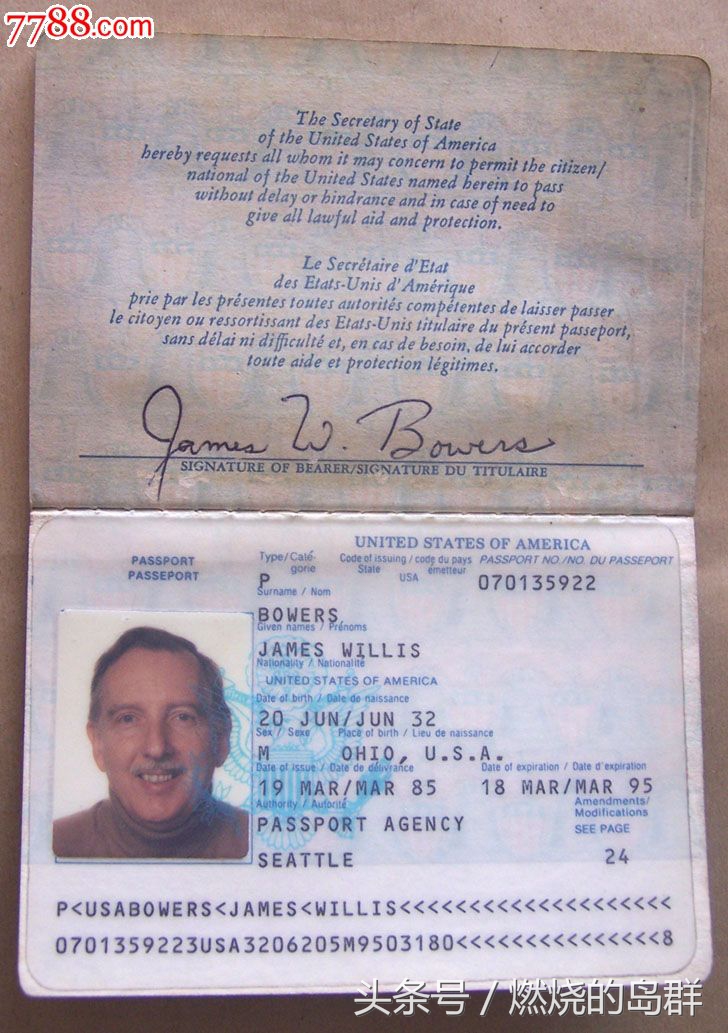 7788.com
The Secretary of State
of the United States of America
hereby requests all whom it may concern to permit the citizen/
national of the United States named herein to pass
without delay or hindrance and in case of need to
give all lawful aid and protection.
Le Secrétaire d'Etat
des Etats-Unis d'Amérique
prie par les présentes toutes autorités compétentes de laisser passer
le citoyen ou ressortissant des Etats-Unis titulaire du présent passeport,
sans délai ni difficulté et, en cas de besoin, de lui accorder
toute aide et protection légitimes.
James W. Bowers
SIGNATURE OF BEARER/SIGNATURE DU TITULAIRE
UNITED STATES OF AMERICA
PASSPORT
PASSEPORT
Type/Caté-
gorie
Code of issuing / code du pays
State émetteur
PASSPORT NO./NO. DU PASSEPORT
P
USA
070135922
Surname / Nom
BOWERS
Given names / Prénoms
JAMES WILLIS
Nationality / Nationalité
UNITED STATES OF AMERICA
Date of birth / Date de naissance
20 JUN/JUN 32
Sex / Sexe
Place of birth / Lieu de naissance
M
OHIO, U.S.A.
Date of issue / Date de délivrance
Date of expiration / Date d'expiration
19 MAR/MAR 85
18 MAR/MAR 95
Authority / Autorité
Amendments/
Modifications
PASSPORT AGENCY
SEE PAGE
SEATTLE
24
P<USABOWERS<JAMES<WILLIS<<<<<<<<<<<<<<<<<<<<
0701359223USA3206205M9503180<<<<<<<<<<<<<<<8
头条号 / 燃烧的岛群